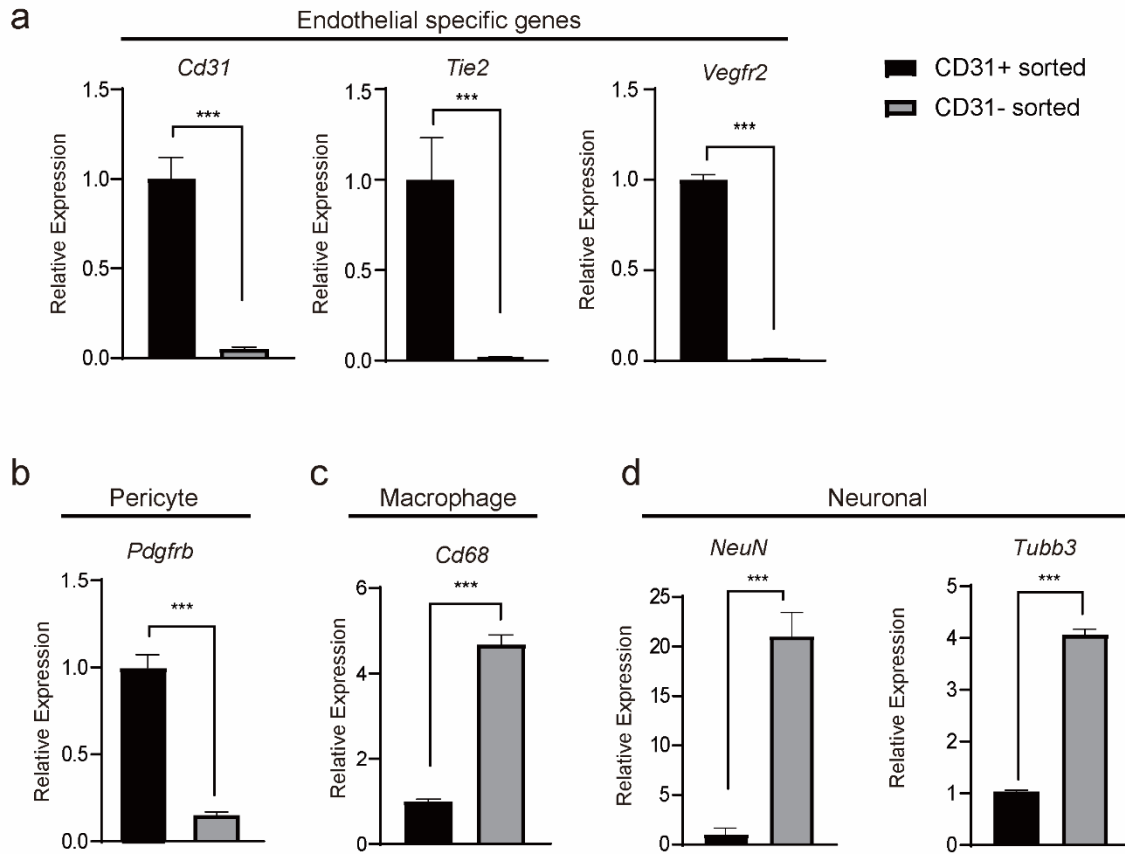 a
Endothelial specific genes
CD31+ sorted
CD31- sorted
Cd31
Relative Expression
1.5
1.0
0.5
0.0
***
Tie2
Relative Expression
1.5
1.0
0.5
0.0
***
Vegfr2
Relative Expression
1.5
1.0
0.5
0.0
***
b
Pericyte
Pdgfrb
Relative Expression
1.5
1.0
0.5
0.0
***
c
Macrophage
Cd68
Relative Expression
6
4
2
0
***
d
Neuronal
NeuN
Relative Expression
25
20
15
10
5
0
***
Tubb3
Relative Expression
5
4
3
2
1
0
***